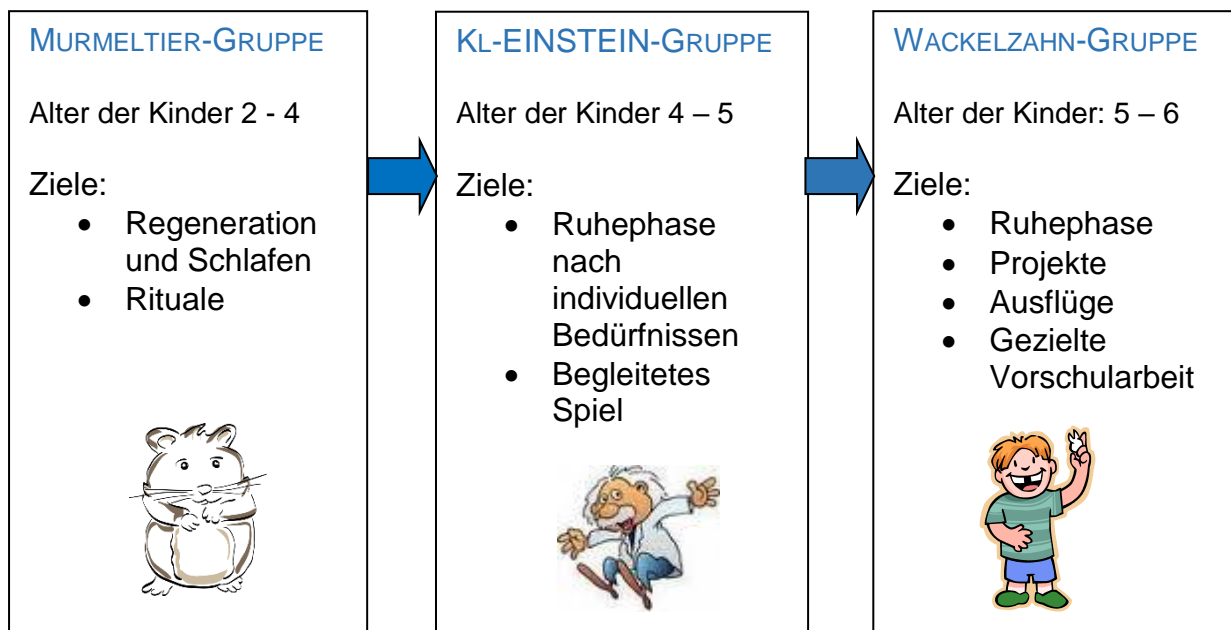 MURMELTIER-GRUPPE
Alter der Kinder 2 - 4
Ziele:
• Regeneration
und Schlafen
• Rituale
KL-EINSTEIN-GRUPPE
Alter der Kinder 4 – 5
Ziele:
• Ruhephase
nach
individuellen
Bedürfnissen
• Begleitetes
Spiel
WACKELZAHN-GRUPPE
Alter der Kinder: 5 – 6
Ziele:
• Ruhephase
• Projekte
• Ausflüge
• Gezielte
Vorschularbeit